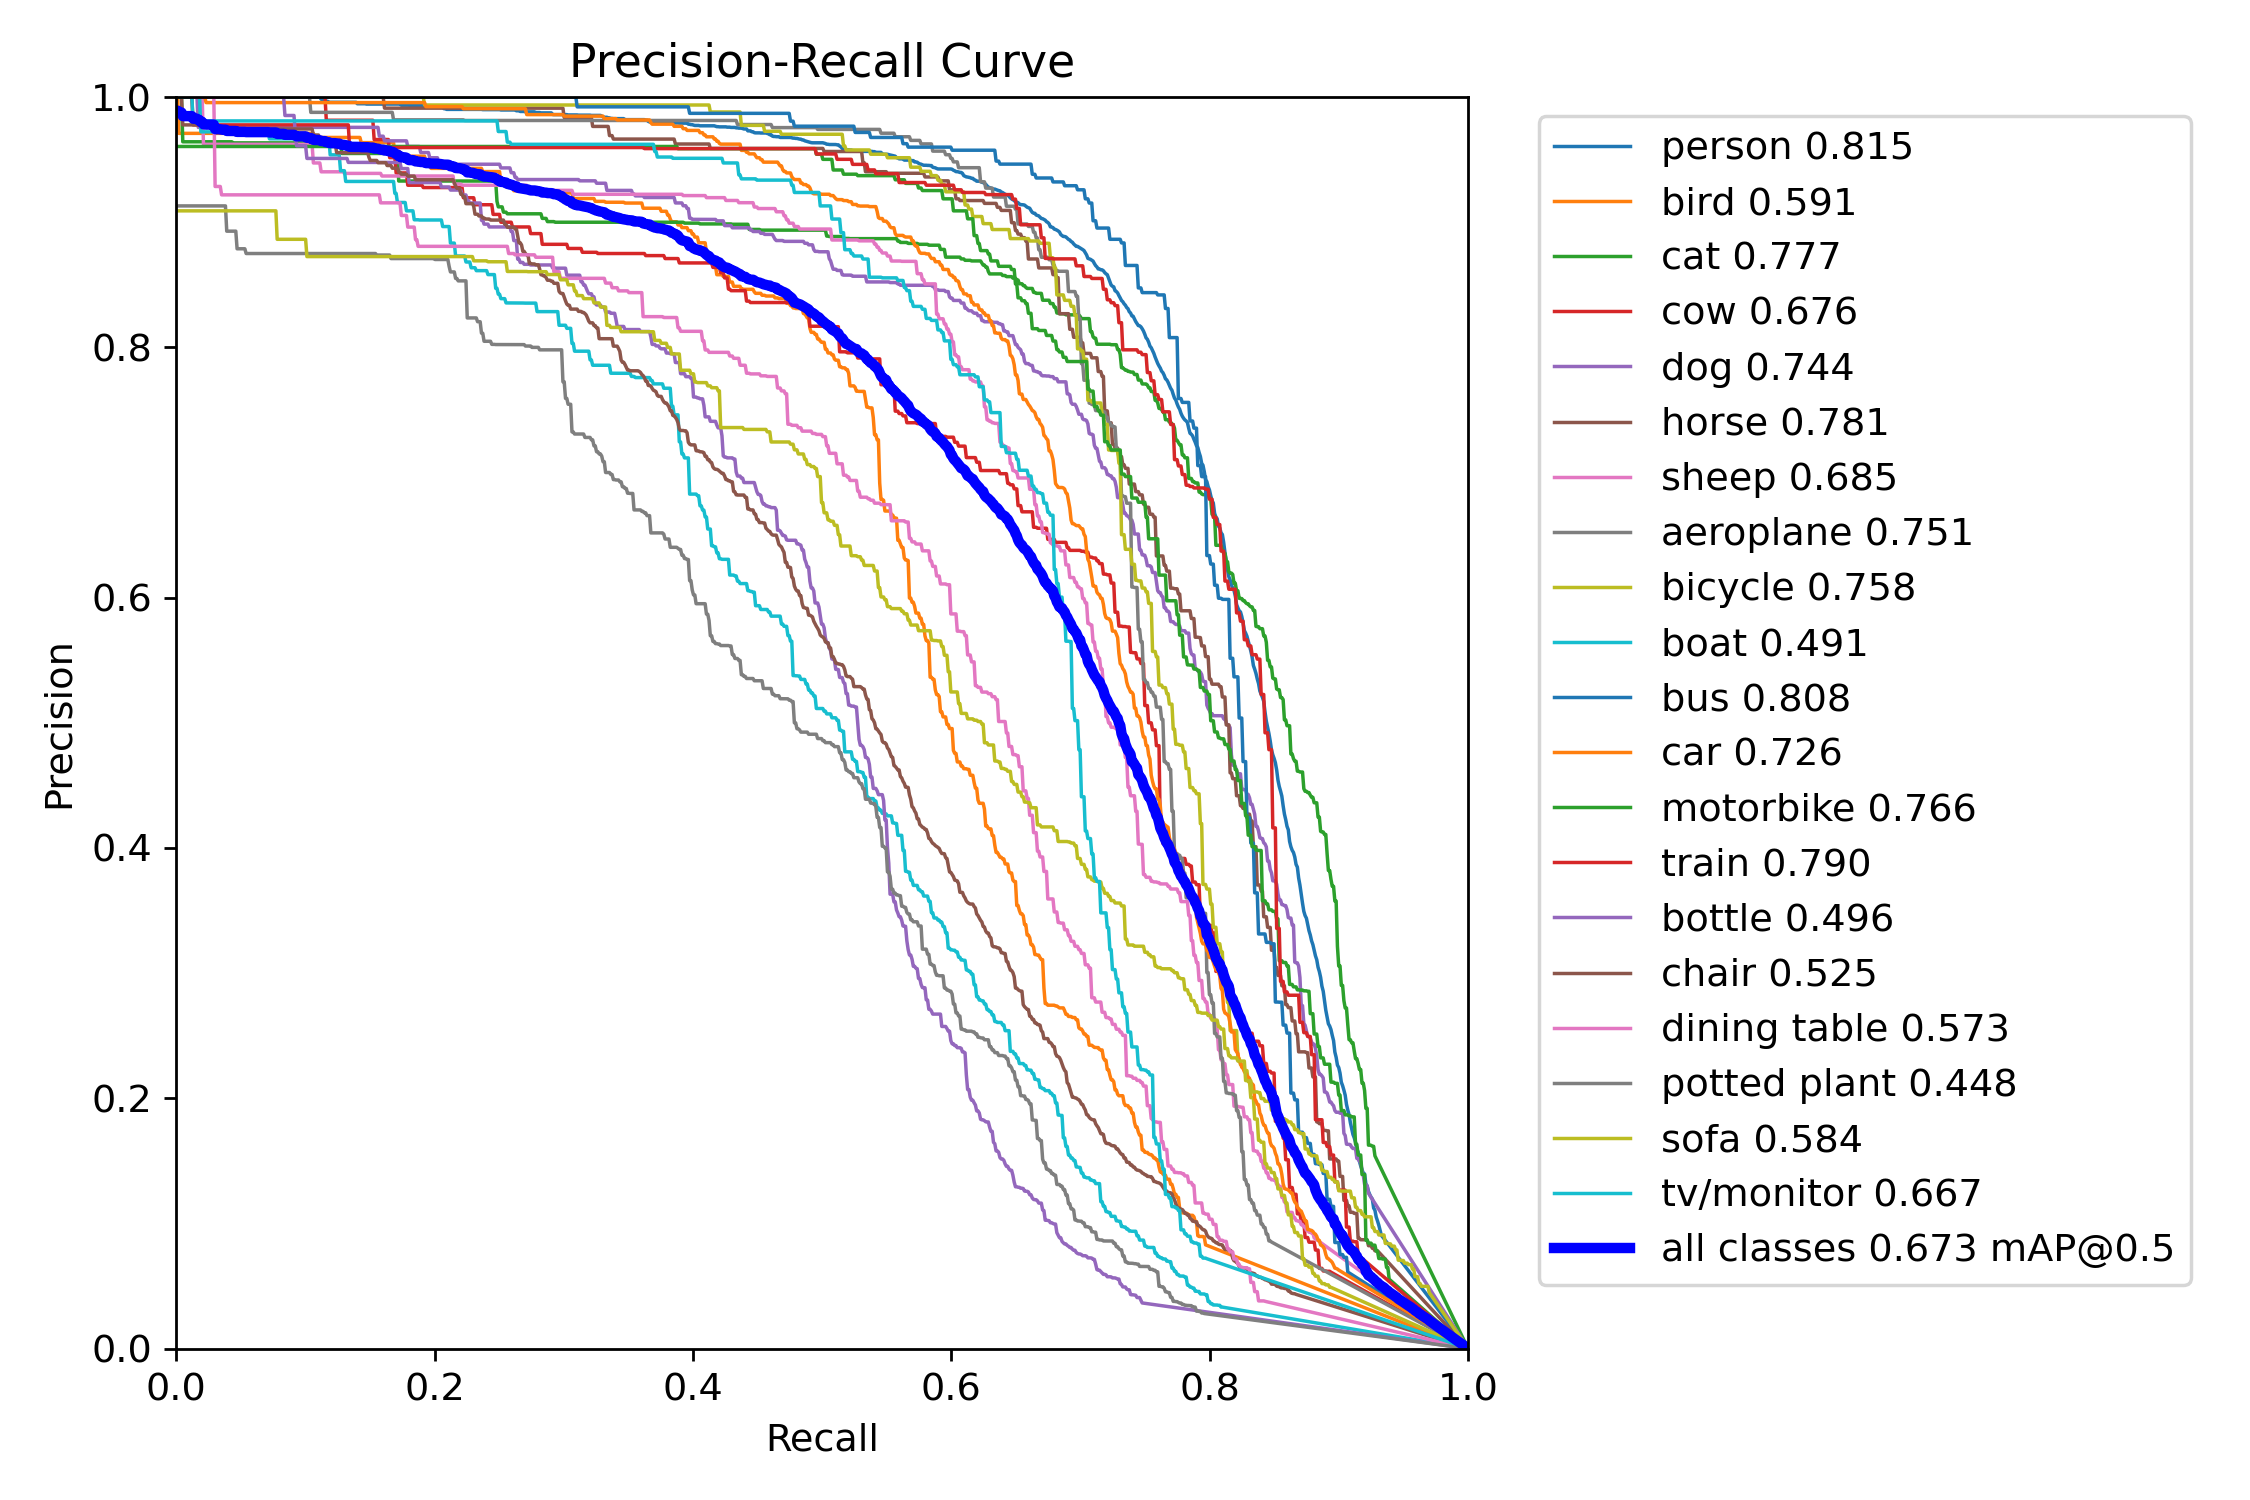 Precision-Recall Curve
1.0
0.8
0.6
0.4
0.2
0.0
Precision
0.0 0.2 0.4 0.6 0.8 1.0
Recall
person 0.815
bird 0.591
cat 0.777
cow 0.676
dog 0.744
horse 0.781
sheep 0.685
aeroplane 0.751
bicycle 0.758
boat 0.491
bus 0.808
car 0.726
motorbike 0.766
train 0.790
bottle 0.496
chair 0.525
dining table 0.573
potted plant 0.448
sofa 0.584
tv/monitor 0.667
all classes 0.673 mAP@0.5